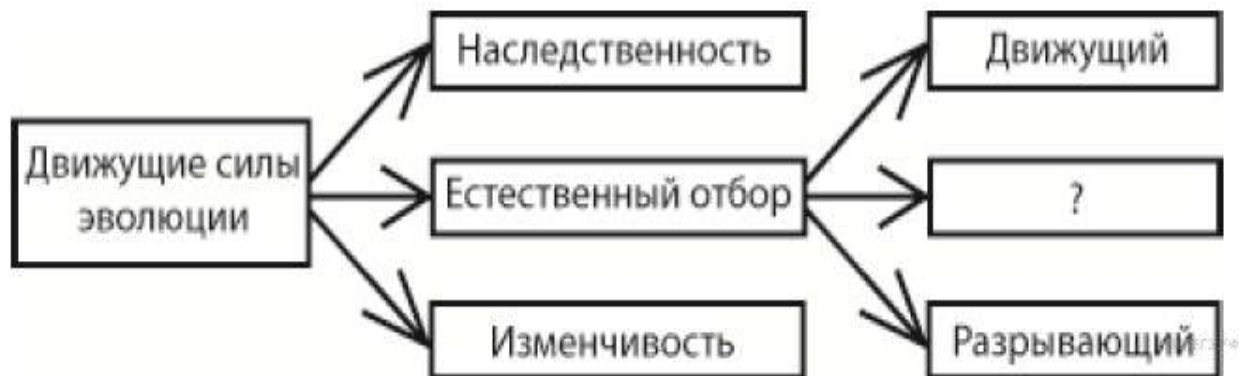 Наследственность
Движущий
Движущие силы
эволюции
Естественный отбор
?
Изменчивость
Разрывающий